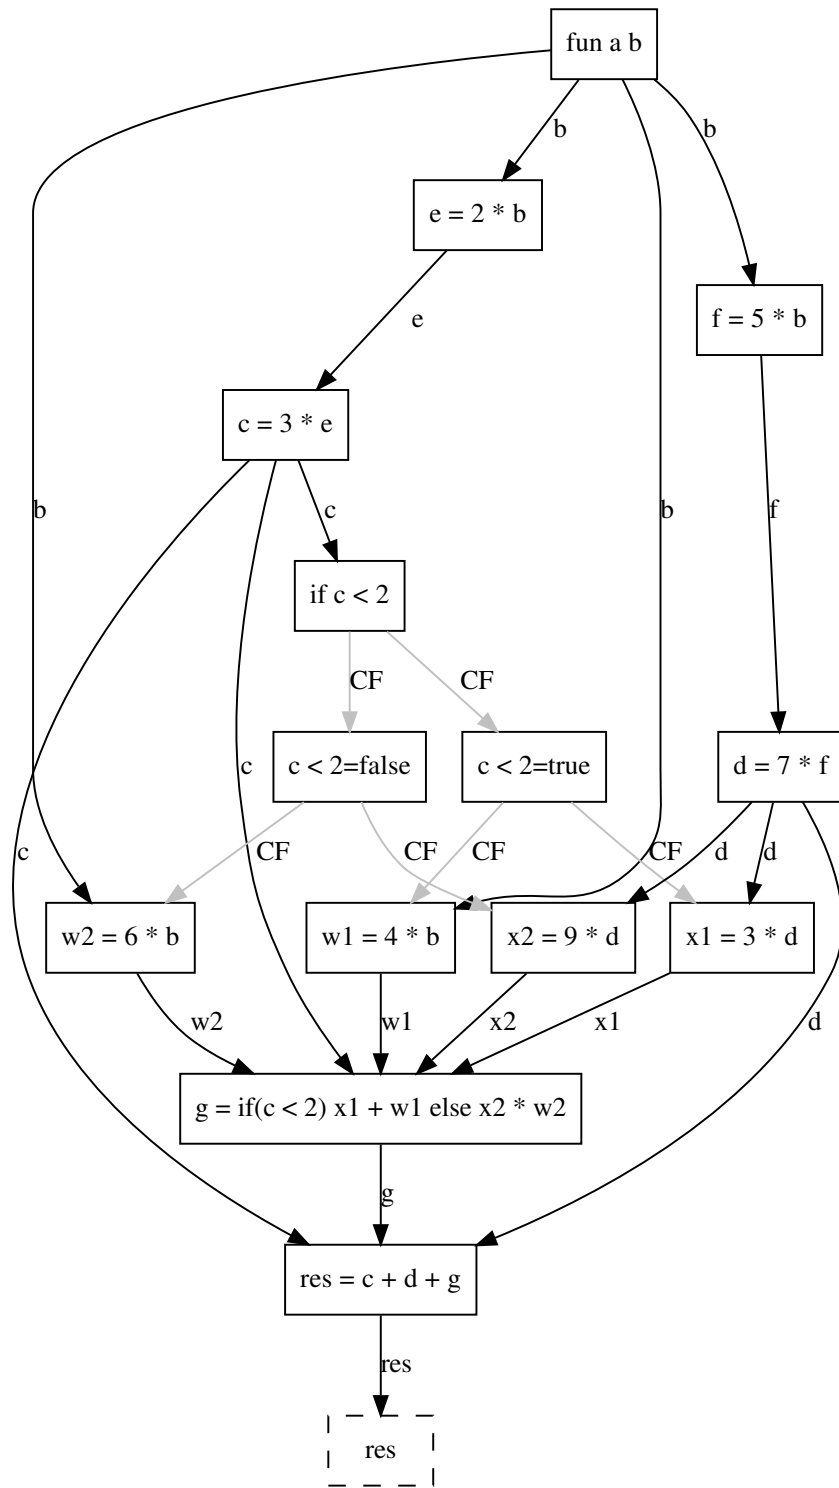 fun a b
b
b
e = 2 * b
f = 5 * b
e
c = 3 * e
b
c
b
f
if c < 2
CF
CF
c < 2=false
c < 2=true
d = 7 * f
c
c
CF
CF
CF
CF
d
d
w2 = 6 * b
w1 = 4 * b
x2 = 9 * d
x1 = 3 * d
w2
w1
x2
x1
d
g = if(c < 2) x1 + w1 else x2 * w2
g
res = c + d + g
res
res